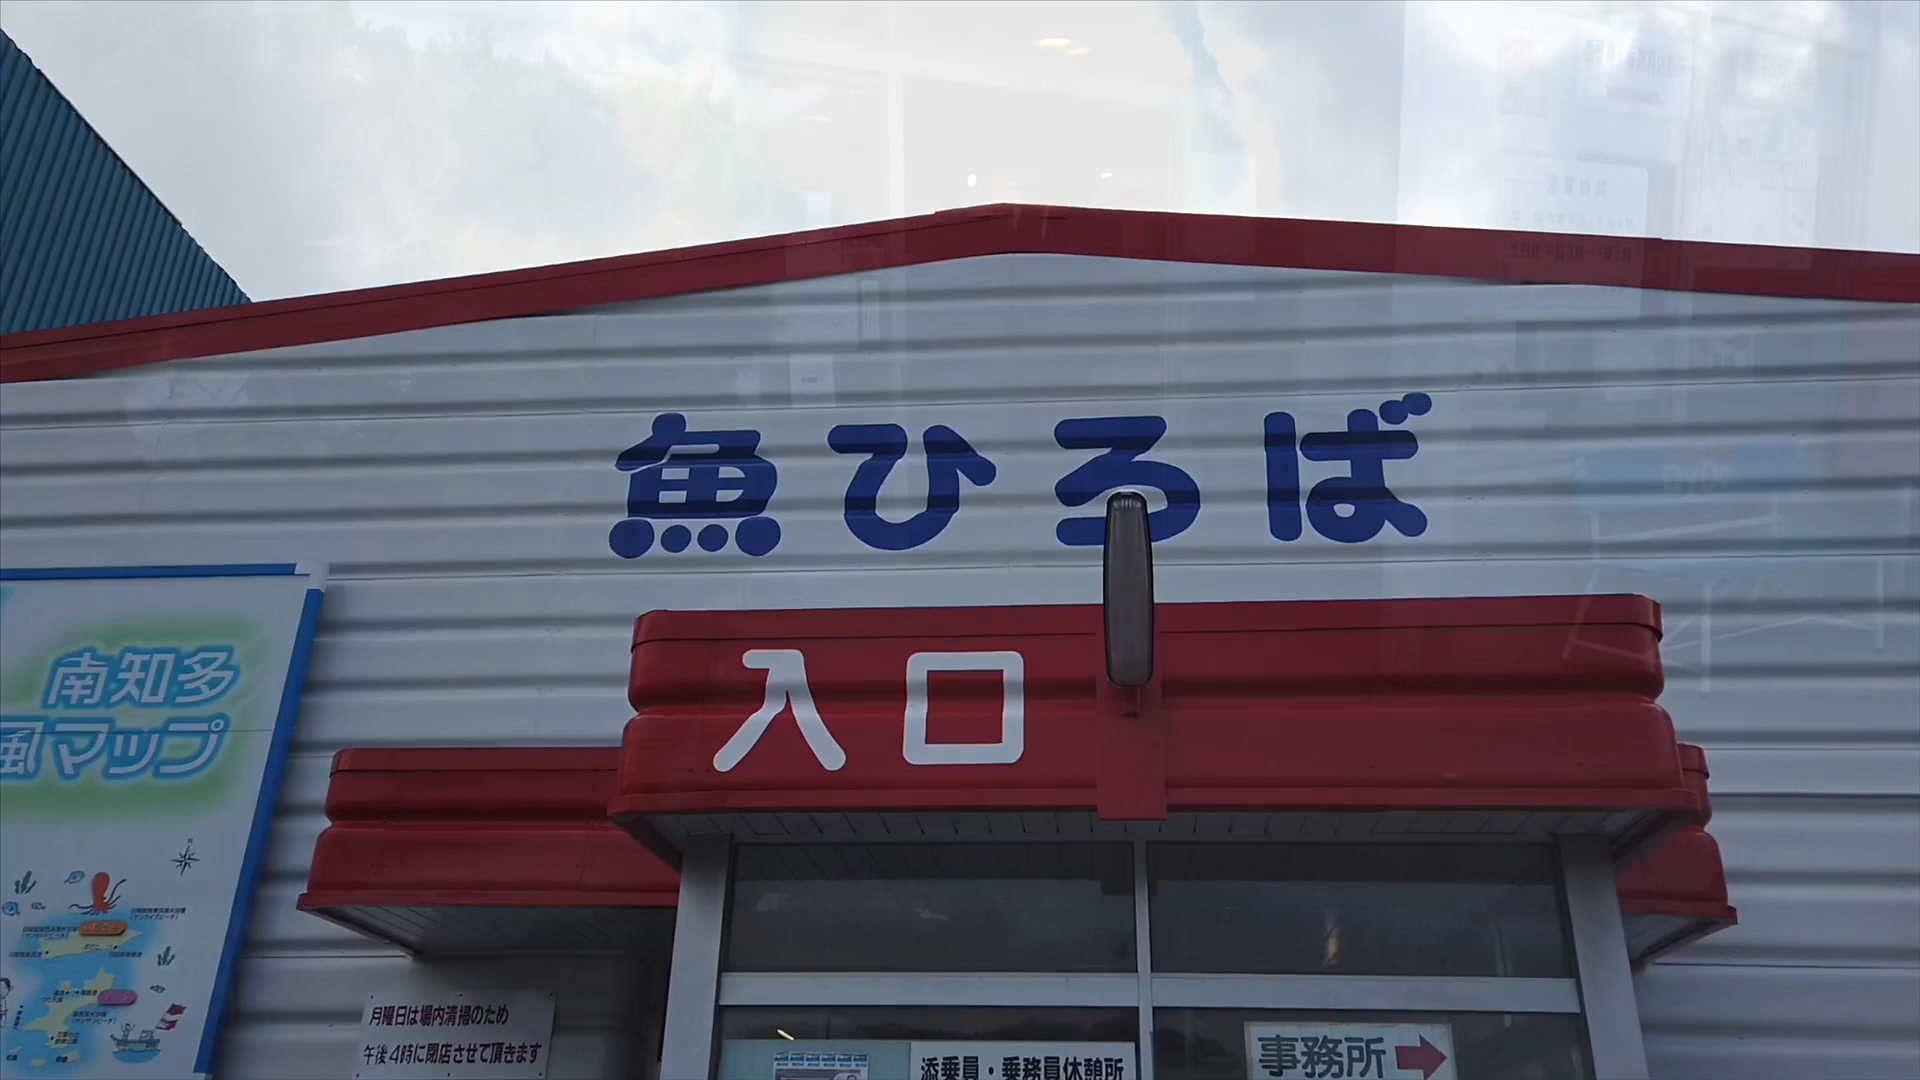 魚ひろば
入口
南知多
風マップ
月曜日は場内清掃のため
午後4時に閉店させて頂きます
添乗員・乗務員休憩所
事務所